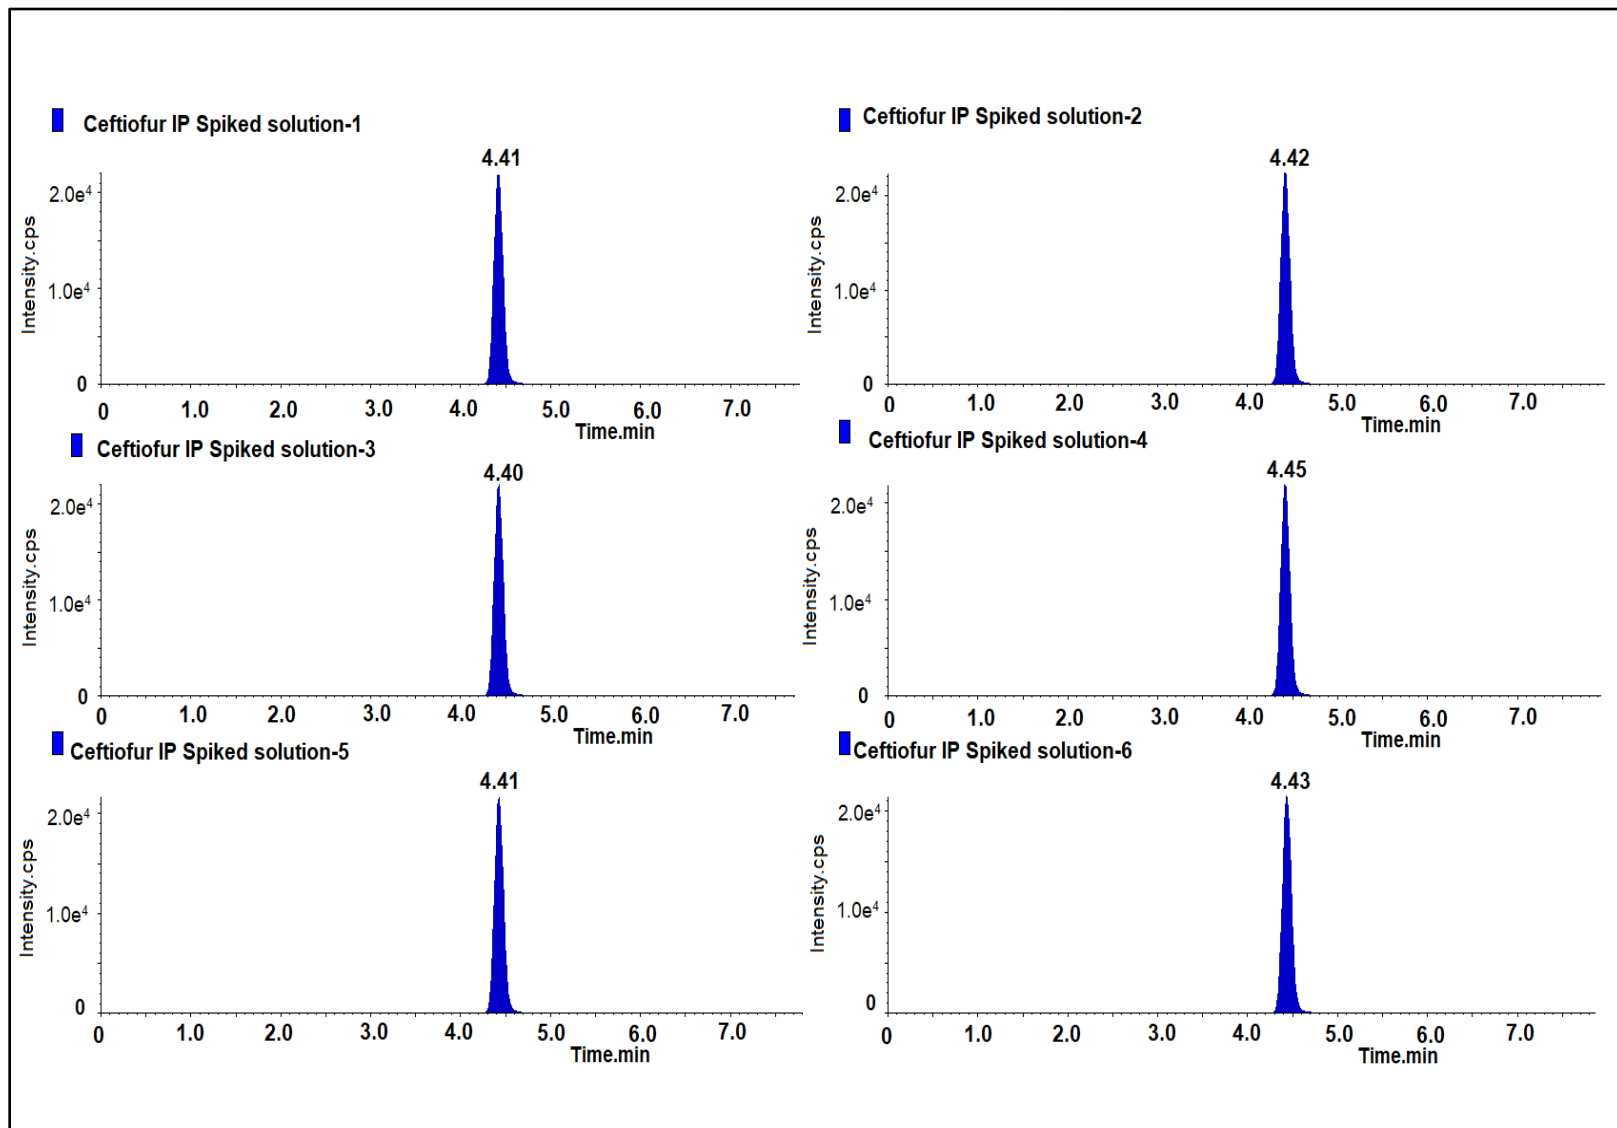 Ceftiofur IP Spiked solution-1
4.41
Intensity.cps
2.0e⁴
1.0e⁴
0
0 1.0 2.0 3.0 4.0 5.0 6.0 7.0
Time.min
Ceftiofur IP Spiked solution-2
4.42
Intensity.cps
2.0e⁴
1.0e⁴
0
0.0 1.0 2.0 3.0 4.0 5.0 6.0 7.0
Time.min
Ceftiofur IP Spiked solution-3
4.40
Intensity.cps
2.0e⁴
1.0e⁴
0
0 1.0 2.0 3.0 4.0 5.0 6.0 7.0
Time.min
Ceftiofur IP Spiked solution-4
4.45
Intensity.cps
2.0e⁴
1.0e⁴
0
0 1.0 2.0 3.0 4.0 5.0 6.0 7.0
Time.min
Ceftiofur IP Spiked solution-5
4.41
Intensity.cps
2.0e⁴
1.0e⁴
0
0 1.0 2.0 3.0 4.0 5.0 6.0 7.0
Time.min
Ceftiofur IP Spiked solution-6
4.43
Intensity.cps
2.0e⁴
1.0e⁴
0
0 1.0 2.0 3.0 4.0 5.0 6.0 7.0
Time.min